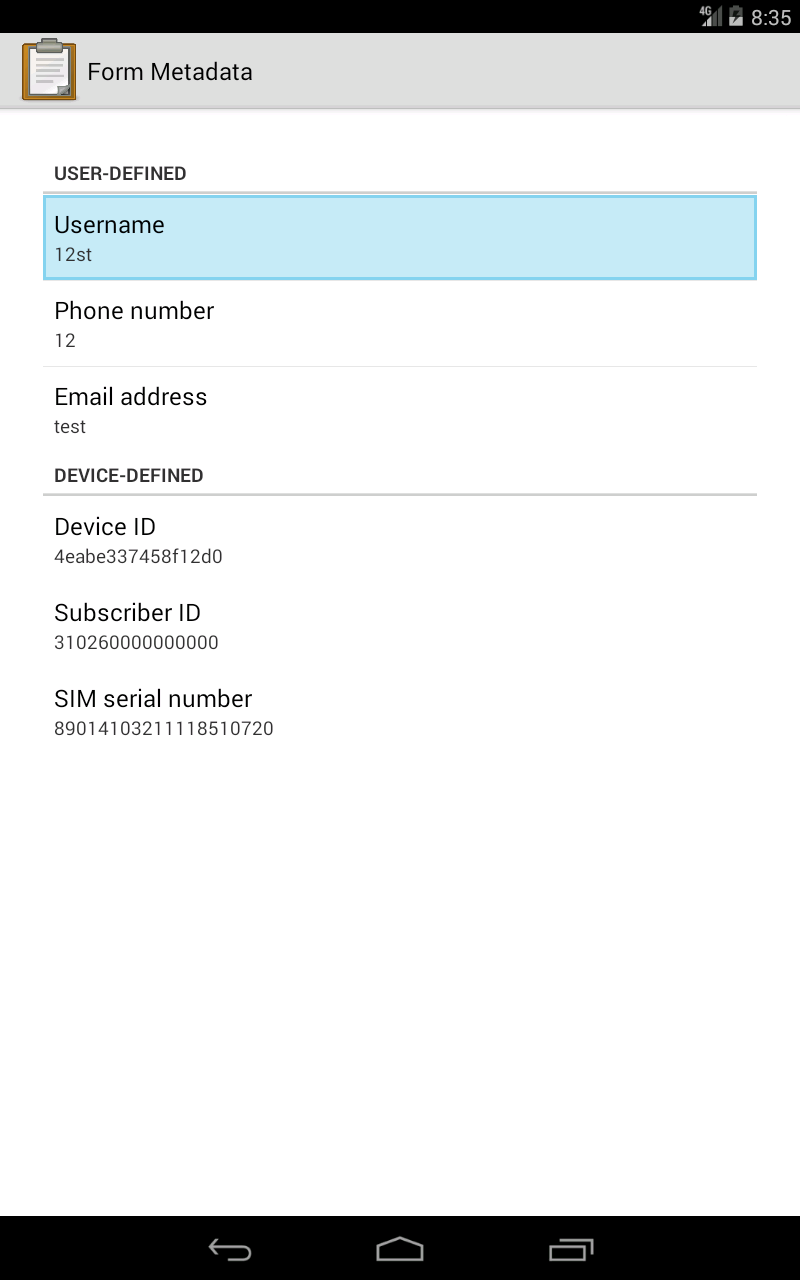 4G 8:35
Form Metadata
USER-DEFINED
Username
12st
Phone number
12
Email address
test
DEVICE-DEFINED
Device ID
4eabe337458f12d0
Subscriber ID
310260000000000
SIM serial number
89014103211118510720